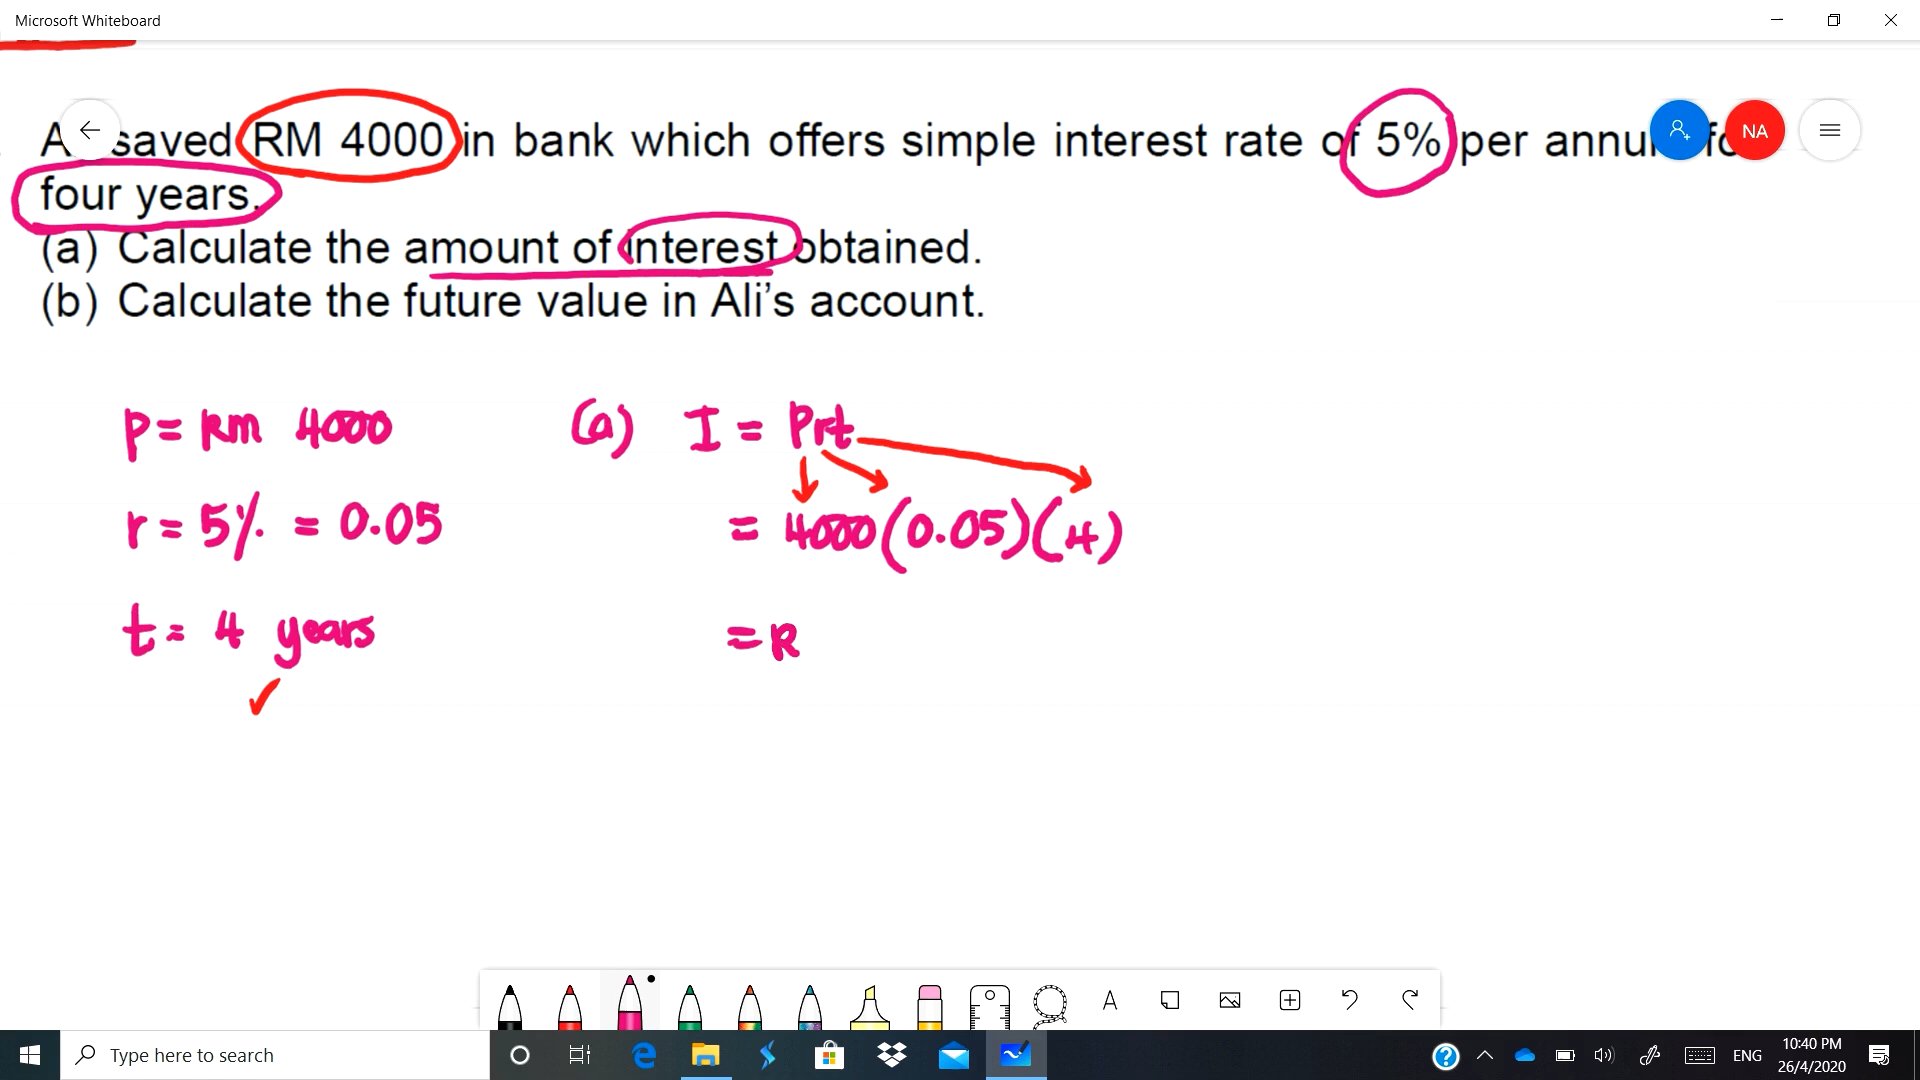 Microsoft Whiteboard
saved RM 4000 in bank which offers simple interest rate of 5% per
four years.
(a) Calculate the amount of interest obtained.
(b) Calculate the future value in Ali's account.
NA
P = RM 4000
r = 5% = 0.05
t = 4 years
(a) I = Prt
= 4000(0.05)(4)
= R
A
Type here to search
ENG
10:40 PM
26/4/2020